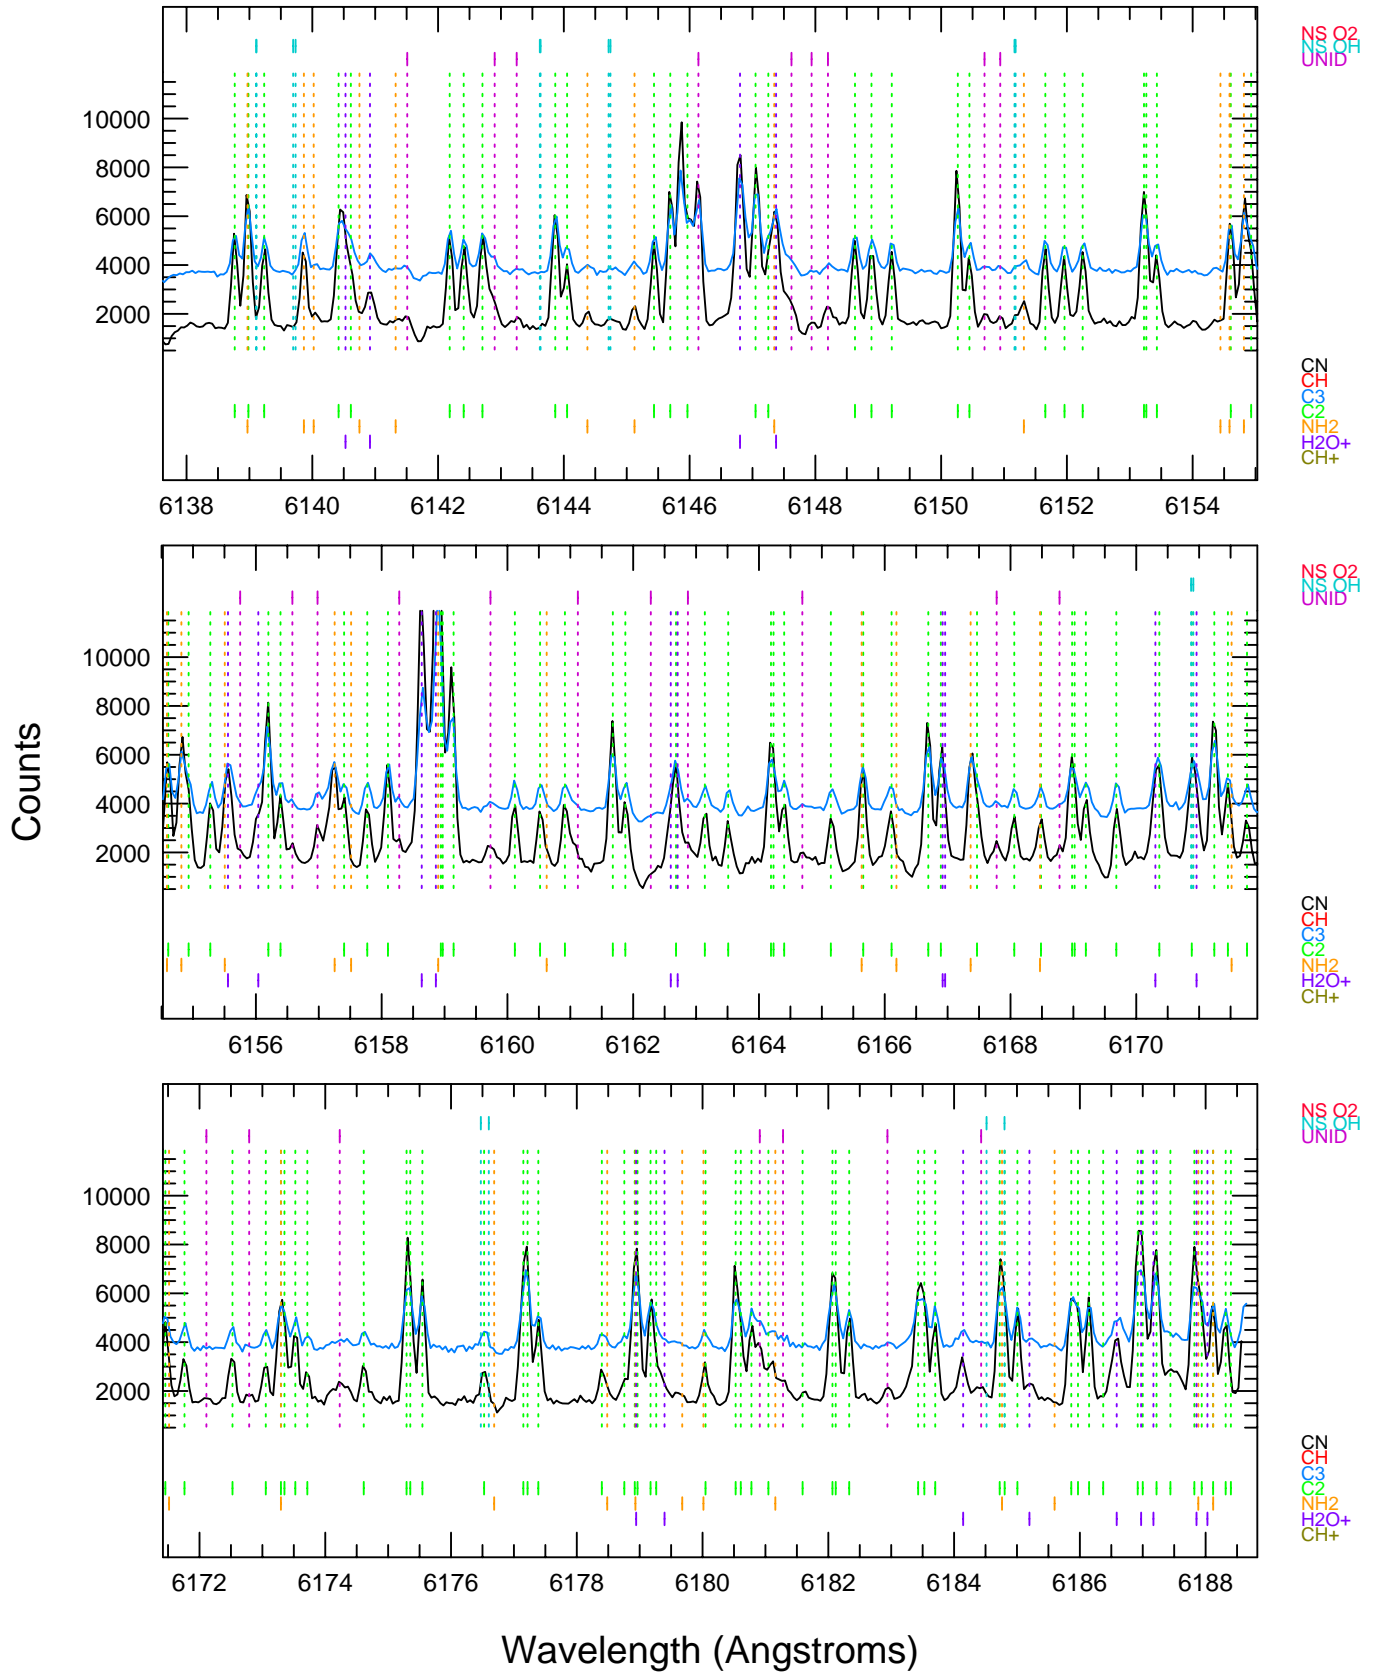 NS O2
NS OH
UNID
10000
8000
6000
4000
2000
CN
CH
C3
C2
NH2
H2O+
CH+
6138 6140 6142 6144 6146 6148 6150 6152 6154
NS O2
NS OH
UNID
10000
8000
6000
4000
2000
Counts
CN
CH
C3
C2
NH2
H2O+
CH+
6156 6158 6160 6162 6164 6166 6168 6170
NS O2
NS OH
UNID
10000
8000
6000
4000
2000
CN
CH
C3
C2
NH2
H2O+
CH+
6172 6174 6176 6178 6180 6182 6184 6186 6188
Wavelength (Angstroms)